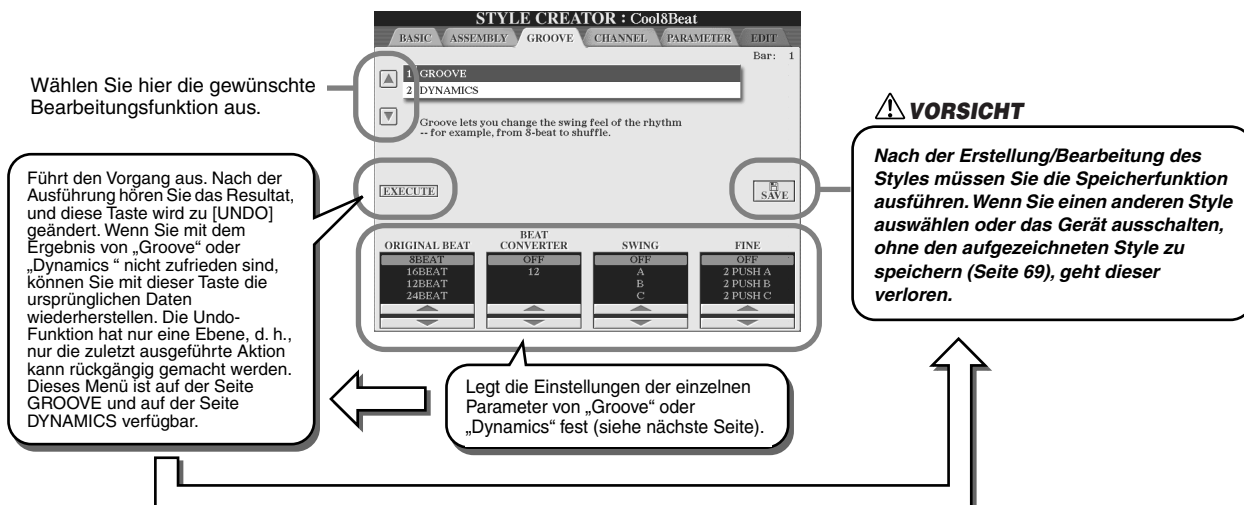 STYLE CREATOR : Cool8Beat
BASIC ASSEMBLY GROOVE CHANNEL PARAMETER EDIT
Bar: 1
1 GROOVE
2 DYNAMICS
Groove lets you change the swing feel of the rhythm
-- for example, from 8-beat to shuffle.
EXECUTE
SAVE
ORIGINAL BEAT
8BEAT
16BEAT
12BEAT
24BEAT
BEAT
CONVERTER
OFF
12
SWING
OFF
A
B
C
FINE
OFF
2 PUSH A
2 PUSH B
2 PUSH C
Wählen Sie hier die gewünschte
Bearbeitungsfunktion aus.
Führt den Vorgang aus. Nach der
Ausführung hören Sie das Resultat,
und diese Taste wird zu [UNDO]
geändert. Wenn Sie mit dem
Ergebnis von „Groove“ oder
„Dynamics “ nicht zufrieden sind,
können Sie mit dieser Taste die
ursprünglichen Daten
wiederherstellen. Die Undo-
Funktion hat nur eine Ebene, d. h.,
nur die zuletzt ausgeführte Aktion
kann rückgängig gemacht werden.
Dieses Menü ist auf der Seite
GROOVE und auf der Seite
DYNAMICS verfügbar.
Legt die Einstellungen der einzelnen
Parameter von „Groove“ oder
„Dynamics“ fest (siehe nächste Seite).
VORSICHT
Nach der Erstellung/Bearbeitung des
Styles müssen Sie die Speicherfunktion
ausführen. Wenn Sie einen anderen Style
auswählen oder das Gerät ausschalten,
ohne den aufgezeichneten Style zu
speichern (Seite 69), geht dieser
verloren.